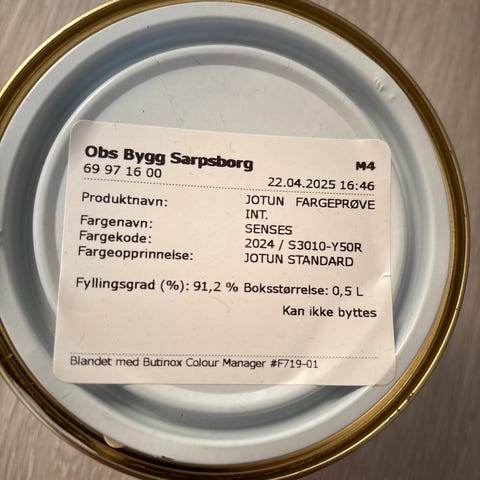 Obs Bygg Sarpsborg M4
69 97 16 00 22.04.2025 16:46
Produktnavn: JOTUN FARGEPRØVE
INT.
Fargenavn: SENSES
Fargekode: 2024 / S3010-Y50R
Fargeopprinnelse: JOTUN STANDARD
Fyllingsgrad (%): 91,2 % Boksstørrelse: 0,5 L
Kan ikke byttes
Blandet med Butinox Colour Manager #F719-01